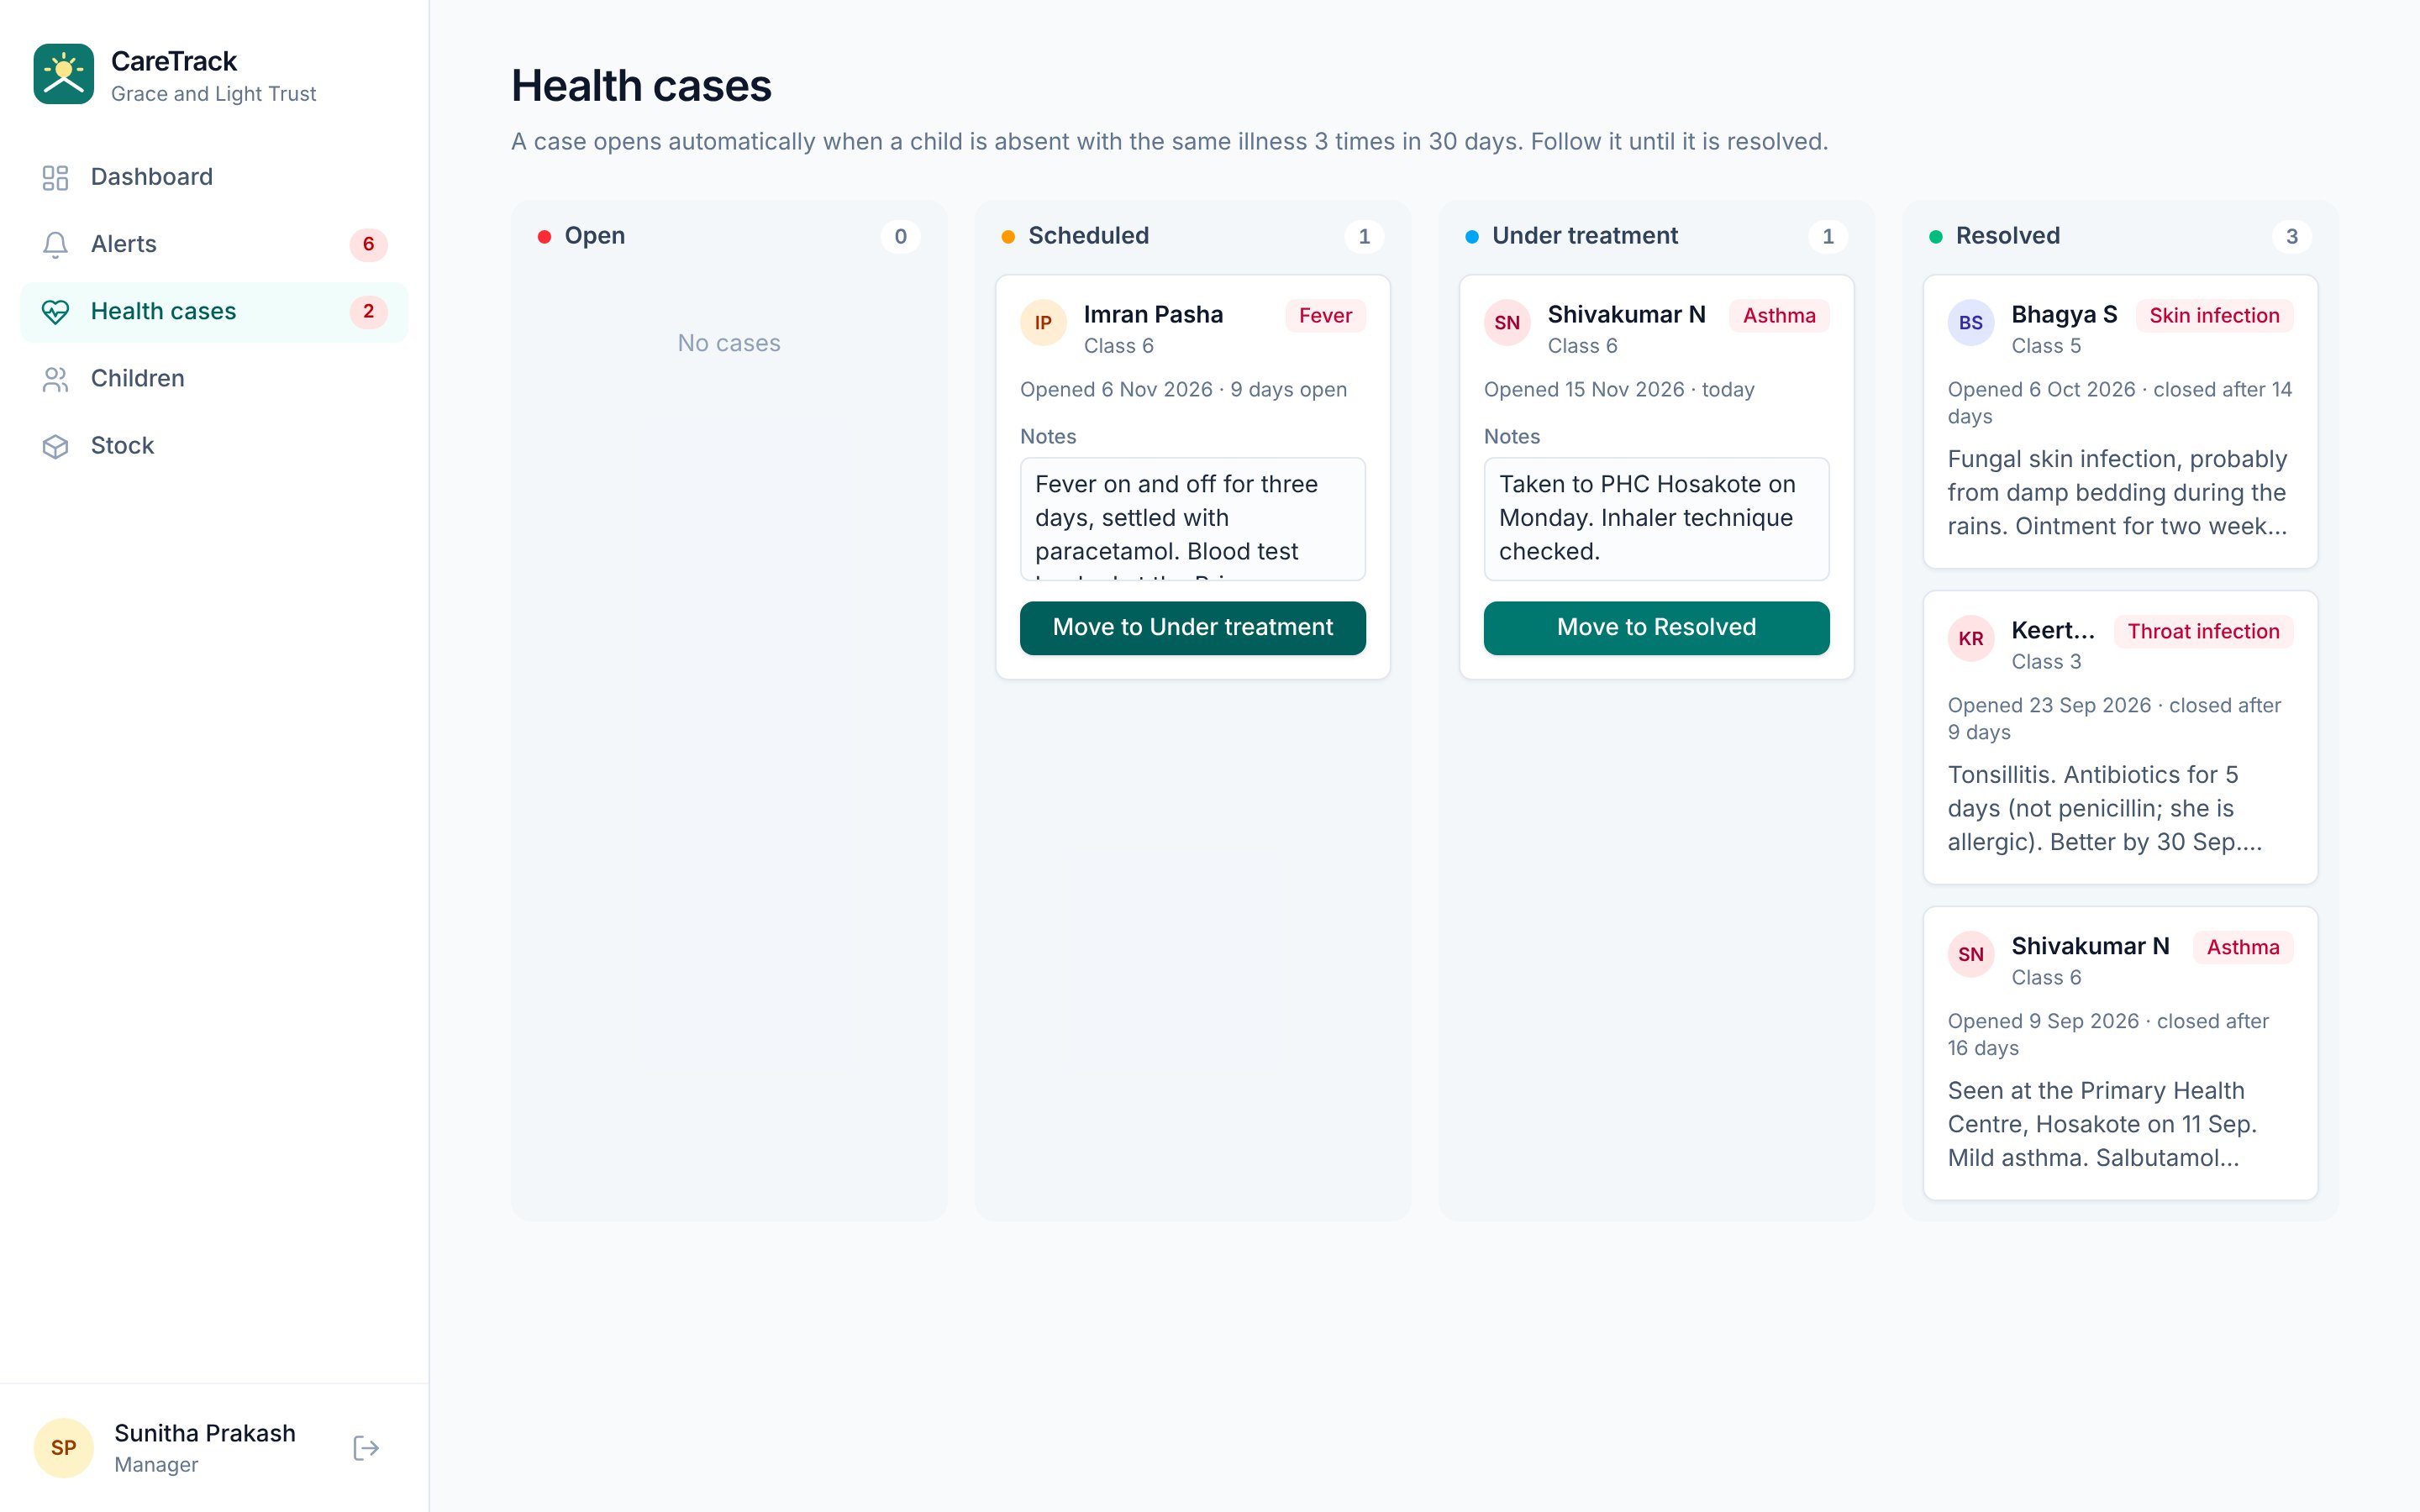 CareTrack
Grace and Light Trust
Dashboard
Alerts
6
Health cases
2
Children
Stock
SP
Sunitha Prakash
Manager
Health cases
A case opens automatically when a child is absent with the same illness 3 times in 30 days. Follow it until it is resolved.
Open
0
No cases
Scheduled
1
IP
Imran Pasha
Fever
Class 6
Opened 6 Nov 2026 · 9 days open
Notes
Fever on and off for three
days, settled with
paracetamol. Blood test
Move to Under treatment
Under treatment
1
SN
Shivakumar N
Asthma
Class 6
Opened 15 Nov 2026 · today
Notes
Taken to PHC Hosakote on
Monday. Inhaler technique
checked.
Move to Resolved
Resolved
3
BS
Bhagya S
Skin infection
Class 5
Opened 6 Oct 2026 · closed after 14
days
Fungal skin infection, probably
from damp bedding during the
rains. Ointment for two week...
KR
Keert...
Throat infection
Class 3
Opened 23 Sep 2026 · closed after
9 days
Tonsillitis. Antibiotics for 5
days (not penicillin; she is
allergic). Better by 30 Sep....
SN
Shivakumar N
Asthma
Class 6
Opened 9 Sep 2026 · closed after
16 days
Seen at the Primary Health
Centre, Hosakote on 11 Sep.
Mild asthma. Salbutamol...